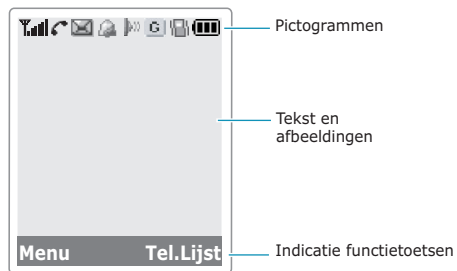 Pictogrammen
G
Tekst en
afbeeldingen
Menu Tel.Lijst
Indicatie functietoetsen